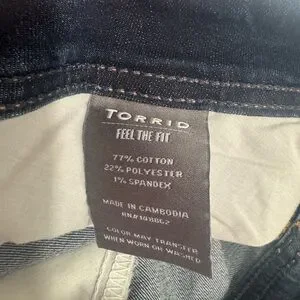 TORRID
FEEL THE FIT.
77% COTTON
22% POLYESTER
1% SPANDEX
MADE IN CAMBODIA
COLOR MAY TRANSFER
WHEN WORN OR WASHED